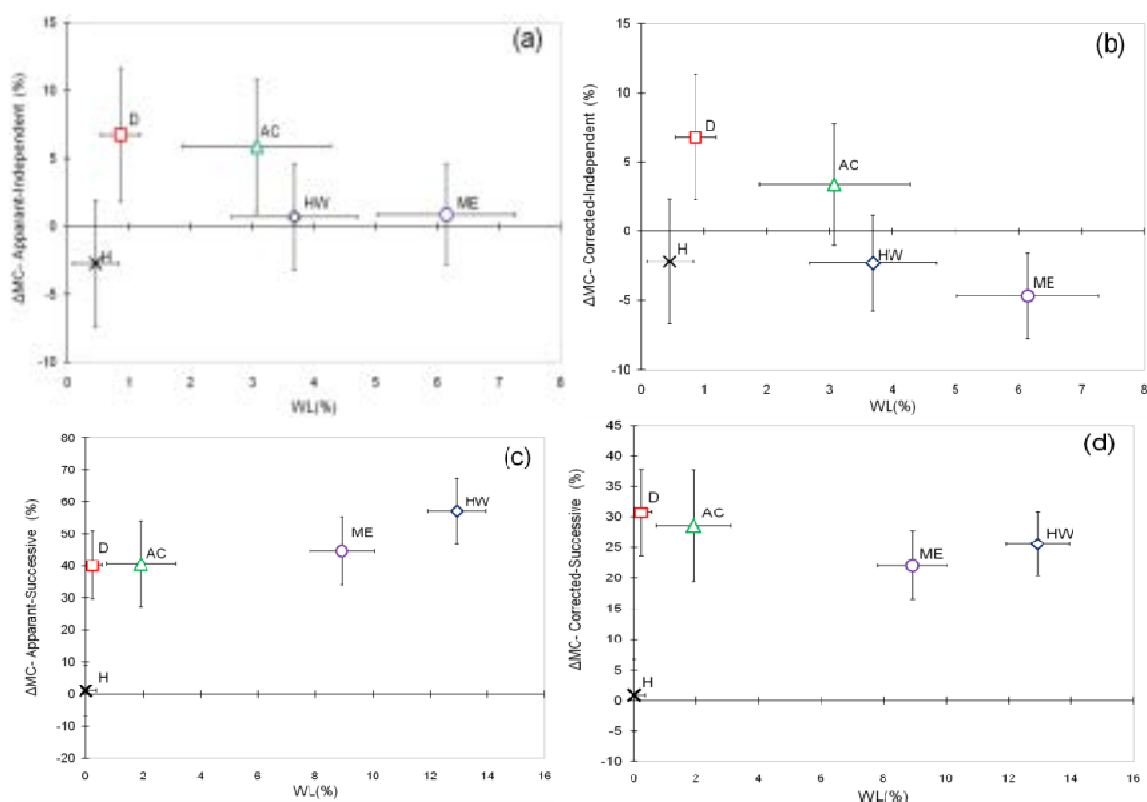 (a)
ΔMC- Apparant-Independent (%)
15
10
5
0
-5
-10
D
AC
HW
ME
H
0 1 2 3 4 5 6 7 8
WL(%)
(b)
ΔMC- Corrected-Independent (%)
15
10
5
0
-5
-10
D
AC
HW
ME
H
0 1 2 3 4 5 6 7 8
WL(%)
(c)
ΔMC- Apparant-Successive (%)
80
70
60
50
40
30
20
10
0
-10
-20
D
AC
ME
HW
H
0 2 4 6 8 10 12 14 16
WL(%)
(d)
ΔMC- Corrected-Successive (%)
45
40
35
30
25
20
15
10
5
0
-5
-10
D
AC
ME
HW
H
0 2 4 6 8 10 12 14 16
WL(%)